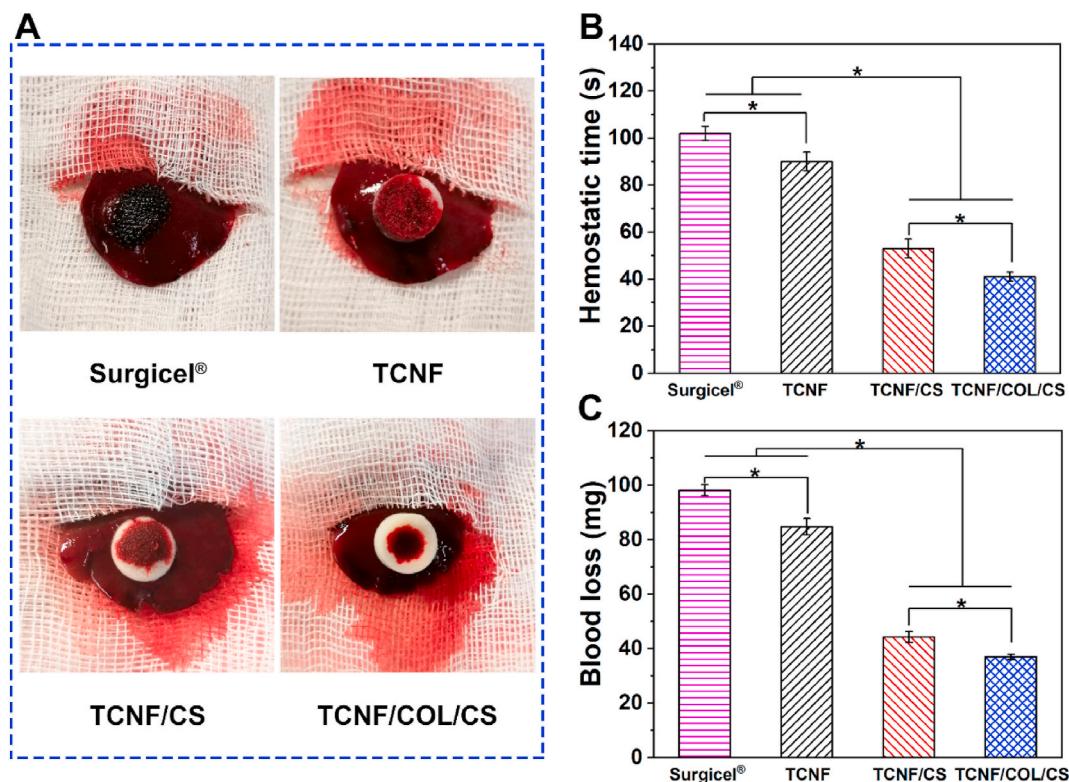 A
Surgicel®
TCNF
TCNF/CS
TCNF/COL/CS
B
Hemostatic time (s)
140
120
100
80
60
40
20
0
*
*
*
Surgicel®
TCNF
TCNF/CS
TCNF/COL/CS
C
Blood loss (mg)
120
100
80
60
40
20
0
*
*
*
Surgicel®
TCNF
TCNF/CS
TCNF/COL/CS